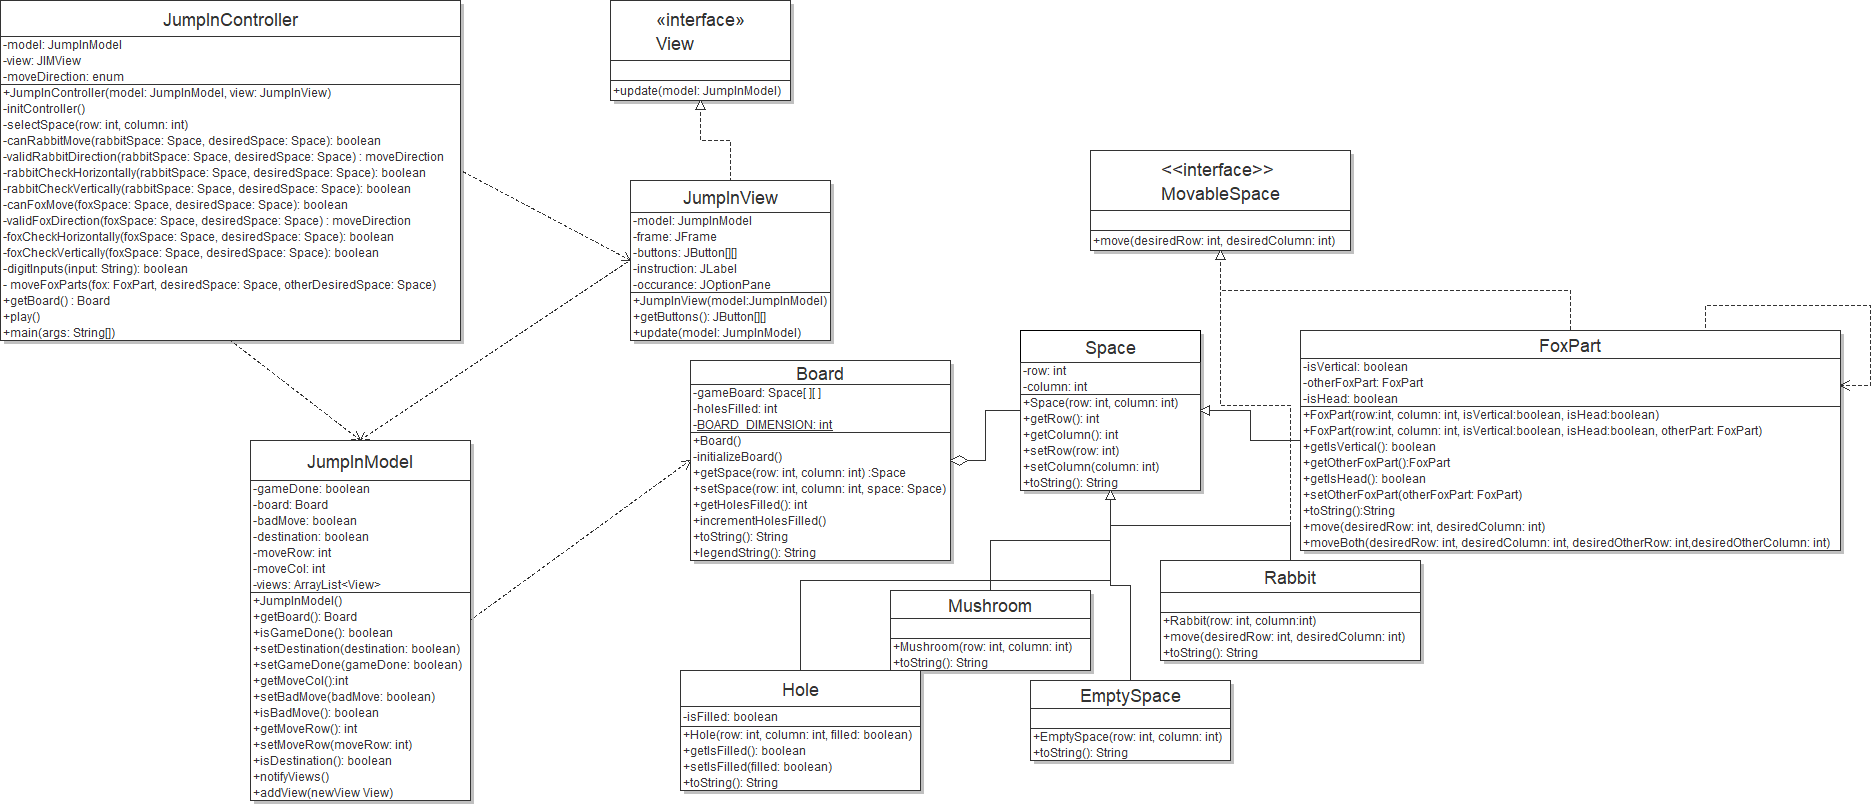 JumpInController
-model: JumpInModel
-view: JIMView
-moveDirection: enum
+JumpInController(model: JumpInModel, view: JumpInView)
-initController()
-selectSpace(row: int, column: int)
-canRabbitMove(rabbitSpace: Space, desiredSpace: Space): boolean
-validRabbitDirection(rabbitSpace: Space, desiredSpace: Space) : moveDirection
-rabbitCheckHorizontally(rabbitSpace: Space, desiredSpace: Space): boolean
-rabbitCheckVertically(rabbitSpace: Space, desiredSpace: Space): boolean
-canFoxMove(foxSpace: Space, desiredSpace: Space): boolean
-validFoxDirection(foxSpace: Space, desiredSpace: Space) : moveDirection
-foxCheckHorizontally(foxSpace: Space, desiredSpace: Space): boolean
-foxCheckVertically(foxSpace: Space, desiredSpace: Space): boolean
-digitInputs(input: String): boolean
- moveFoxParts(fox: FoxPart, desiredSpace: Space, otherDesiredSpace: Space)
+getBoard() : Board
+play()
+main(args: String[])
«interface»
View
+update(model: JumpInModel)
JumpInView
-model: JumpInModel
-frame: JFrame
-buttons: JButton[][]
-instruction: JLabel
-occurance: JOptionPane
+JumpInView(model:JumpInModel)
+getButtons(): JButton[][]
+update(model: JumpInModel)
<<interface>>
MovableSpace
+move(desiredRow: int, desiredColumn: int)
JumpInModel
-gameDone: boolean
-board: Board
-badMove: boolean
-destination: boolean
-moveRow: int
-moveCol: int
-views: ArrayList<View>
+JumpInModel()
+getBoard(): Board
+isGameDone(): boolean
+setDestination(destination: boolean)
+setGameDone(gameDone: boolean)
+getMoveCol():int
+setBadMove(badMove: boolean)
+isBadMove(): boolean
+getMoveRow(): int
+setMoveRow(moveRow: int)
+isDestination(): boolean
+notifyViews()
+addView(newView View)
Board
-gameBoard: Space[ ][ ]
-holesFilled: int
-BOARD_DIMENSION: int
+Board()
-initializeBoard()
+getSpace(row: int, column: int) :Space
+setSpace(row: int, column: int, space: Space)
+getHolesFilled(): int
+incrementHolesFilled()
+toString(): String
+legendString(): String
Space
-row: int
-column: int
+Space(row: int, column: int)
+getRow(): int
+getColumn(): int
+setRow(row: int)
+setColumn(column: int)
+toString(): String
FoxPart
-isVertical: boolean
-otherFoxPart: FoxPart
-isHead: boolean
+FoxPart(row:int, column: int, isVertical:boolean, isHead:boolean)
+FoxPart(row:int, column: int, isVertical:boolean, isHead:boolean, otherPart: FoxPart)
+getIsVertical(): boolean
+getOtherFoxPart():FoxPart
+getIsHead(): boolean
+setOtherFoxPart(otherFoxPart: FoxPart)
+toString():String
+move(desiredRow: int, desiredColumn: int)
+moveBoth(desiredRow: int, desiredColumn: int, desiredOtherRow: int,desiredOtherColumn: int)
Mushroom
+Mushroom(row: int, column: int)
+toString(): String
Rabbit
+Rabbit(row: int, column:int)
+move(desiredRow: int, desiredColumn: int)
+toString(): String
Hole
-isFilled: boolean
+Hole(row: int, column: int, filled: boolean)
+getIsFilled(): boolean
+setIsFilled(filled: boolean)
+toString(): String
EmptySpace
+EmptySpace(row: int, column: int)
+toString(): String